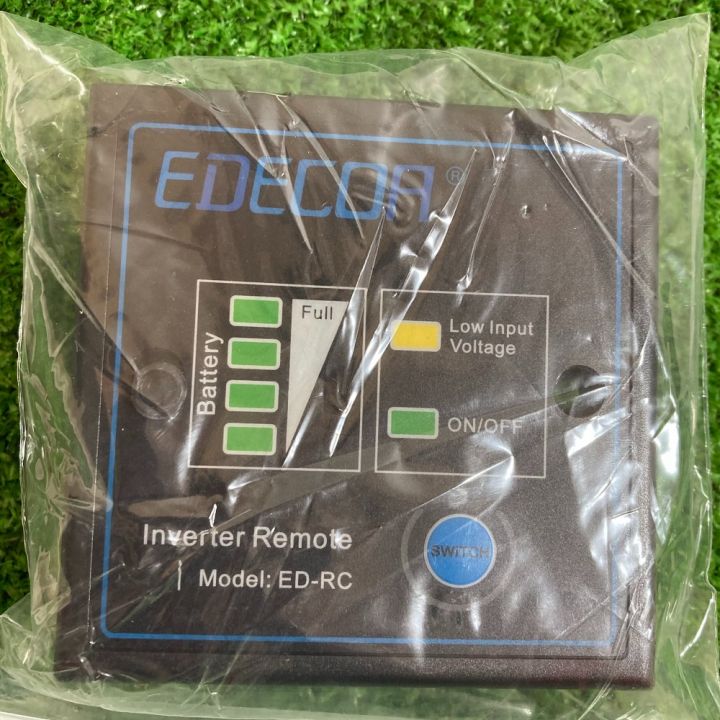 EDECOA®
Battery
Full
Low Input
Voltage
ON/OFF
Inverter Remote
Model: ED-RC
SWITCH